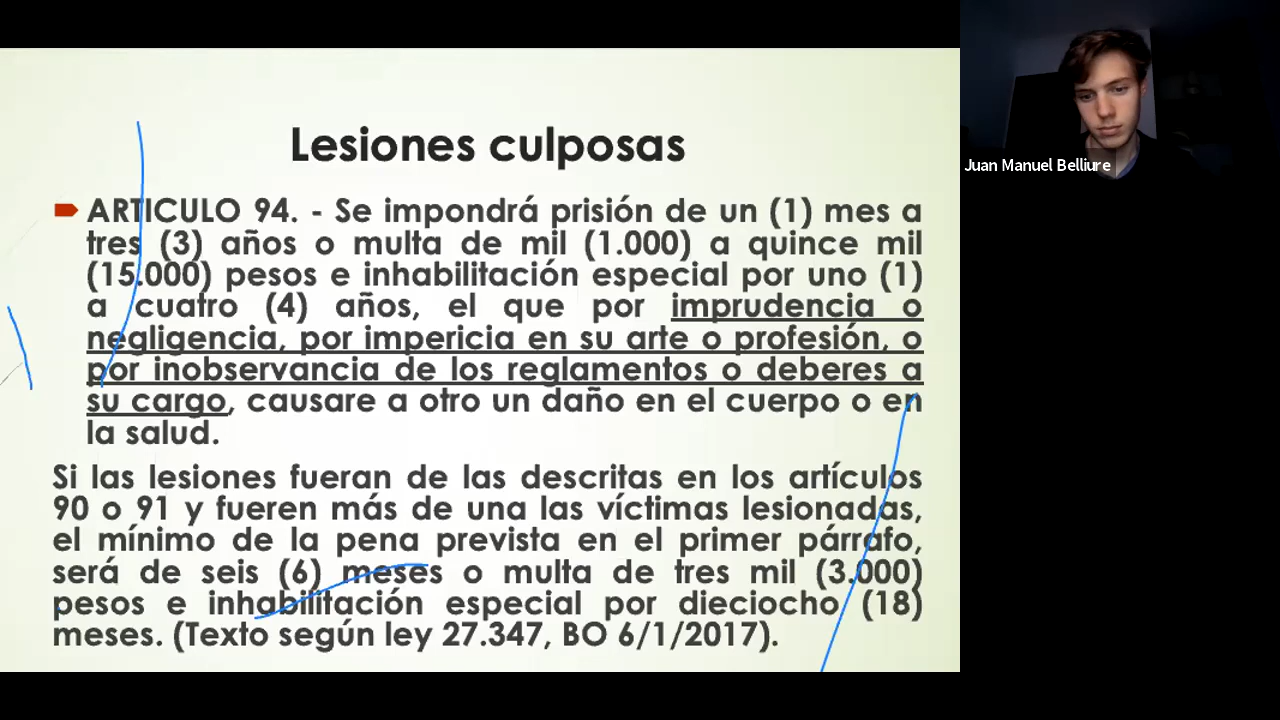 Lesiones culposas
ARTICULO 94. - Se impondrá prisión de un (1) mes a
tres (3) años o multa de mil (1.000) a quince mil
(15.000) pesos e inhabilitación especial por uno (1)
a cuatro (4) años, el que por imprudencia o
negligencia, por impericia en su arte o profesión, o
por inobservancia de los reglamentos o deberes a
su cargo, causare a otro un daño en el cuerpo o en
la salud.
Si las lesiones fueran de las descritas en los artículos
90 o 91 y fueren más de una las víctimas lesionadas,
el mínimo de la pena prevista en el primer párrafo,
será de seis (6) meses o multa de tres mil (3.000)
pesos e inhabilitación especial por dieciocho (18)
meses. (Texto según ley 27.347, BO 6/1/2017).
Juan Manuel Belliure